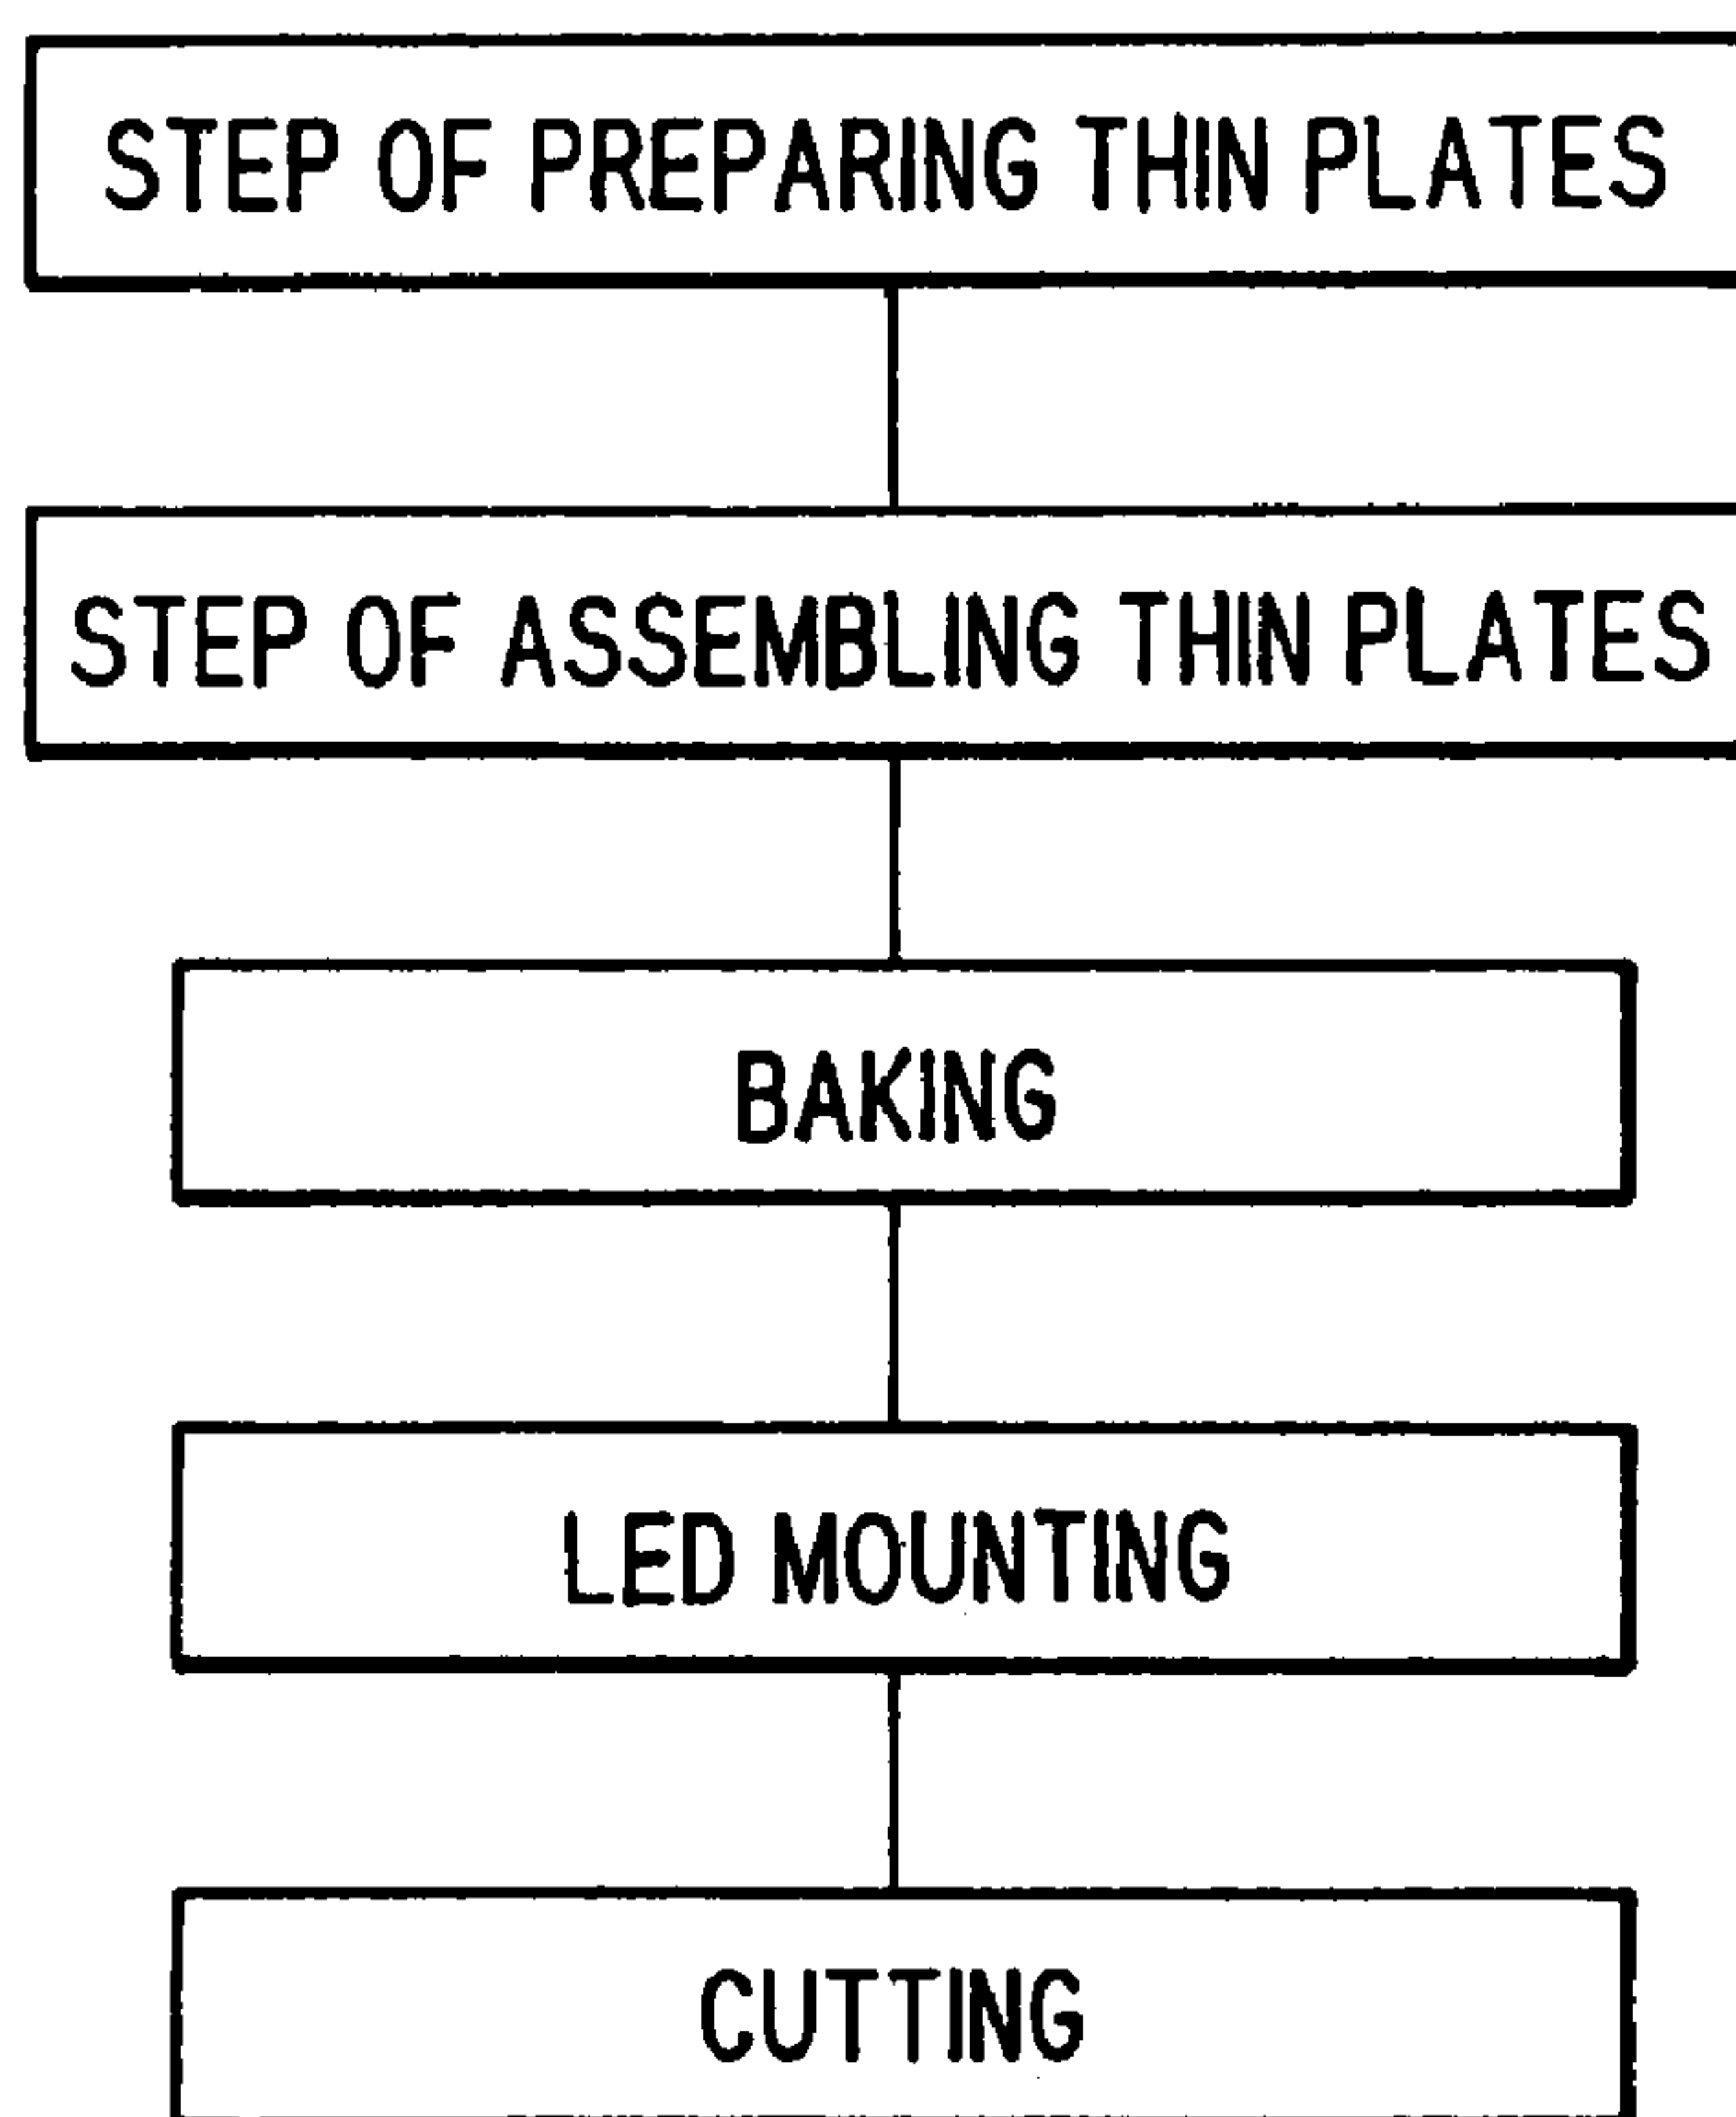 STEP OF PREPARING THIN PLATES
STEP OF ASSEMBLING THIN PLATES
BAKING
LED MOUNTING
CUTTING